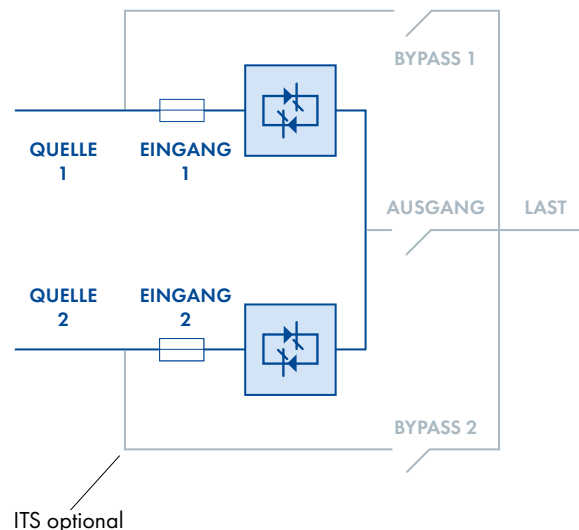 BYPASS 1
QUELLE
1
EINGANG
1
AUSGANG
LAST
QUELLE
2
EINGANG
2
BYPASS 2
ITS optional